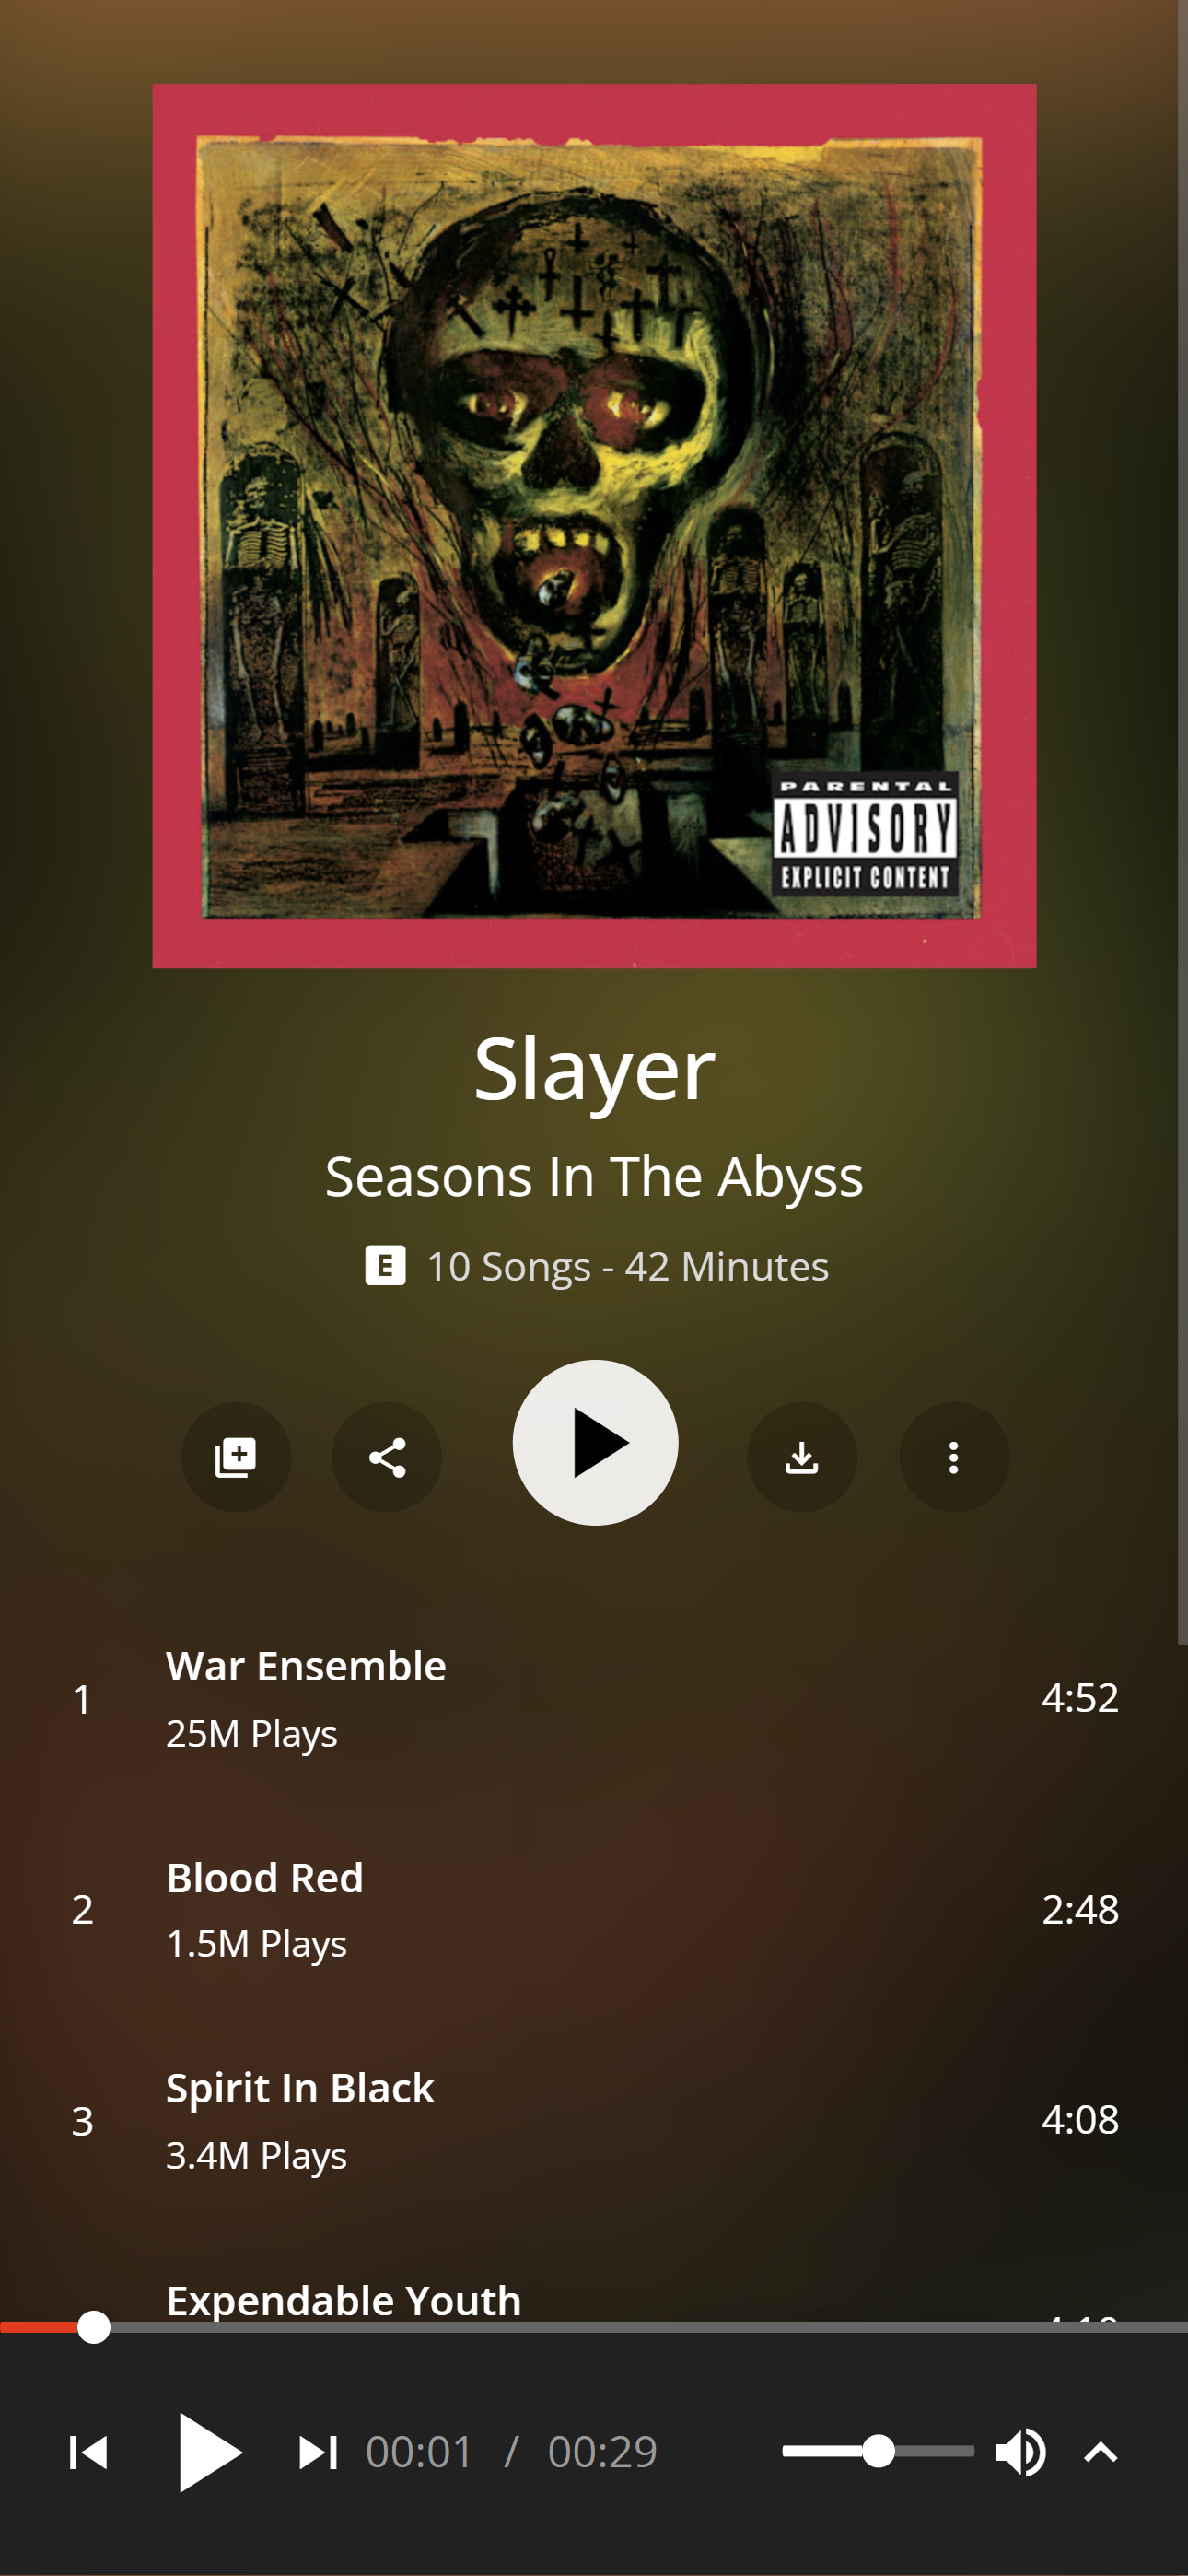 PARENTAL
ADVISORY
EXPLICIT CONTENT
Slayer
Seasons In The Abyss
E 10 Songs - 42 Minutes
War Ensemble
1 4:52
25M Plays
Blood Red
2 2:48
1.5M Plays
Spirit In Black
3 4:08
3.4M Plays
Expendable Youth
00:01 / 00:29